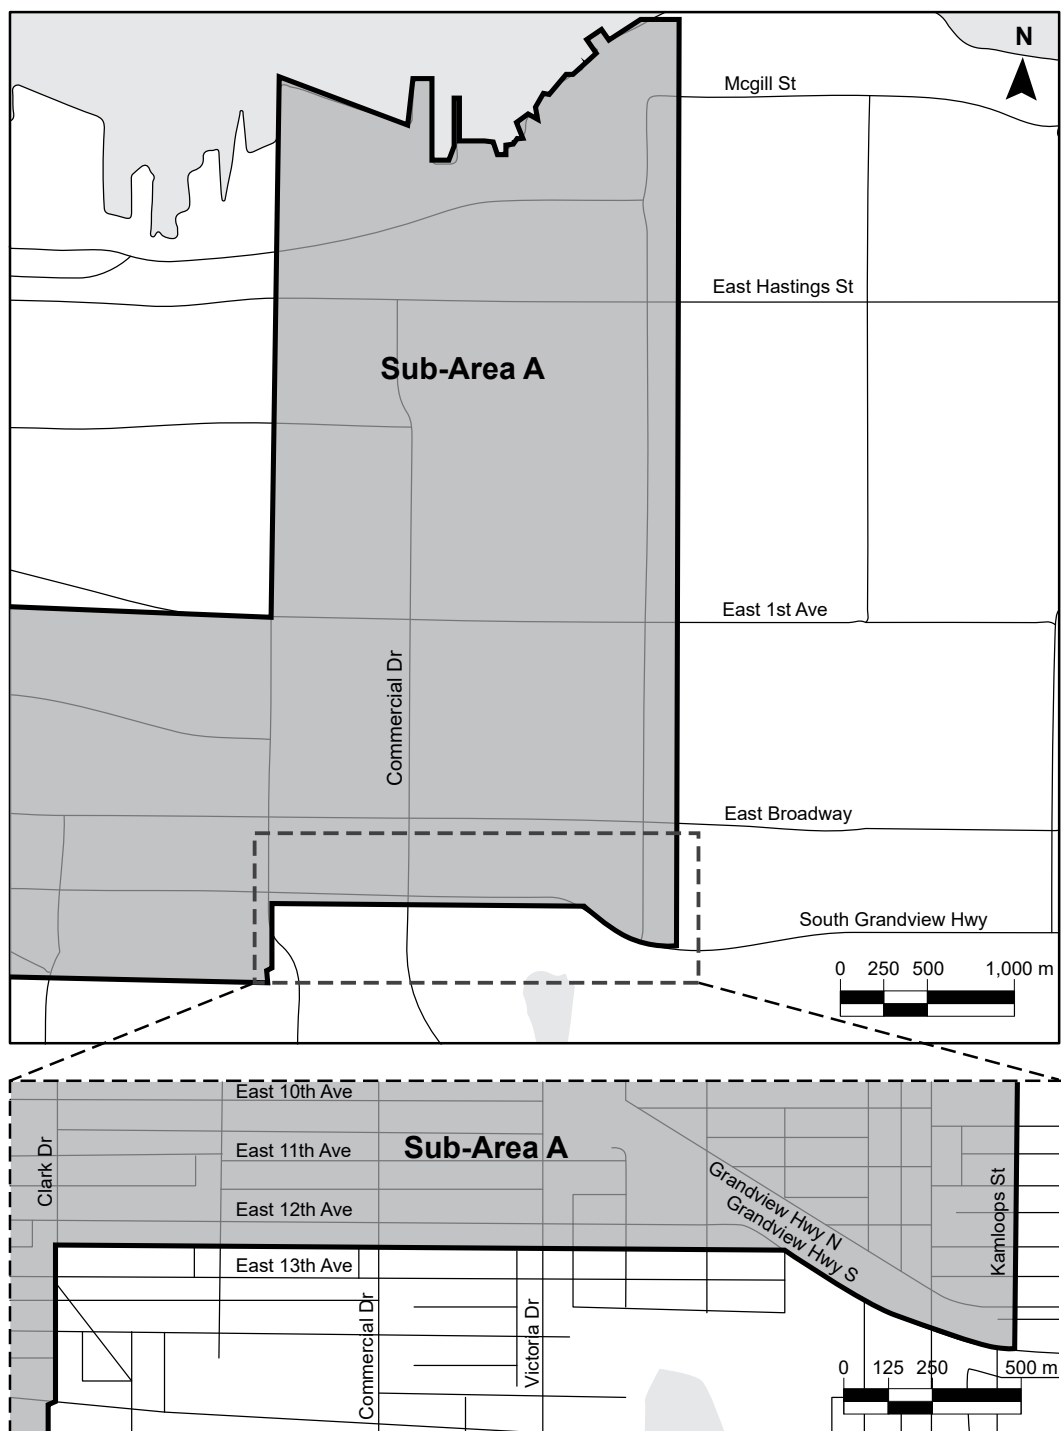 N
Mcgill St
East Hastings St
Sub-Area A
East 1st Ave
Commercial Dr
East Broadway
South Grandview Hwy
0 250 500 1,000 m
East 10th Ave
Clark Dr
East 11th Ave
Sub-Area A
East 12th Ave
Grandview Hwy N
Grandview Hwy S
Kamloops St
East 13th Ave
Commercial Dr
Victoria Dr
0 125 250 500 m